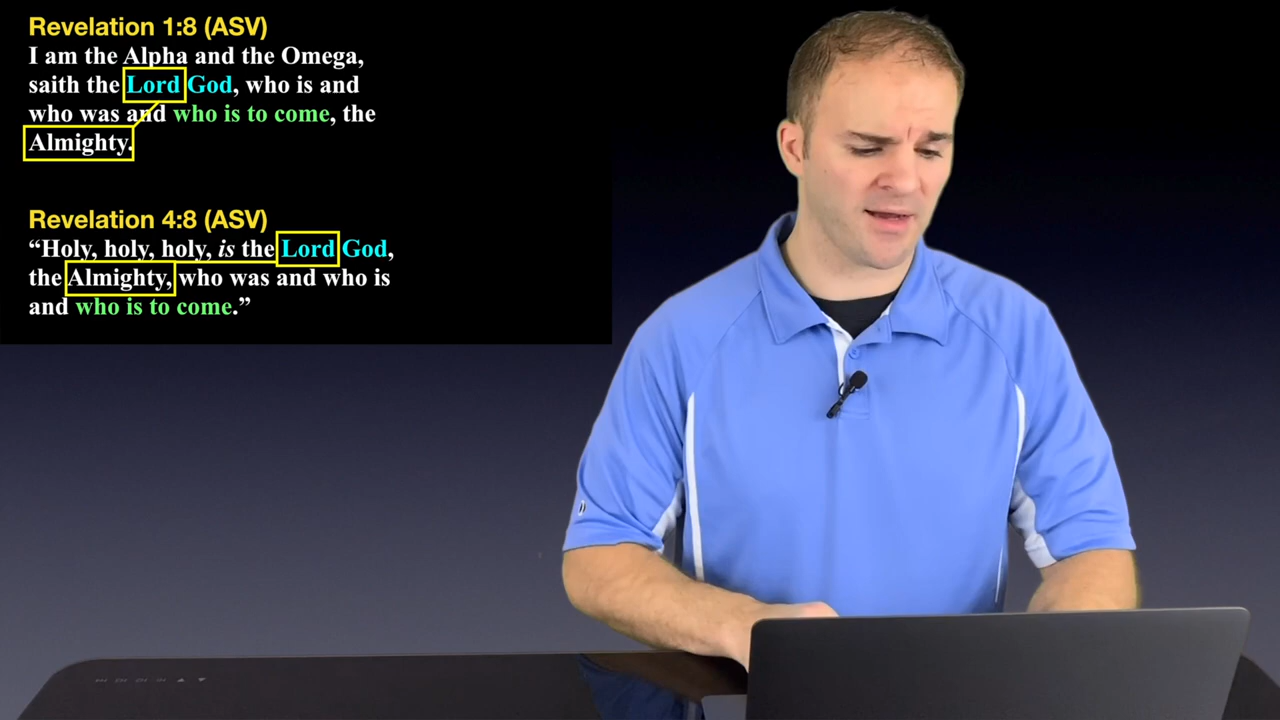 Revelation 1:8 (ASV)
I am the Alpha and the Omega,
saith the Lord God, who is and
who was and who is to come, the
Almighty.
Revelation 4:8 (ASV)
“Holy, holy, holy, is the Lord God,
the Almighty, who was and who is
and who is to come.”